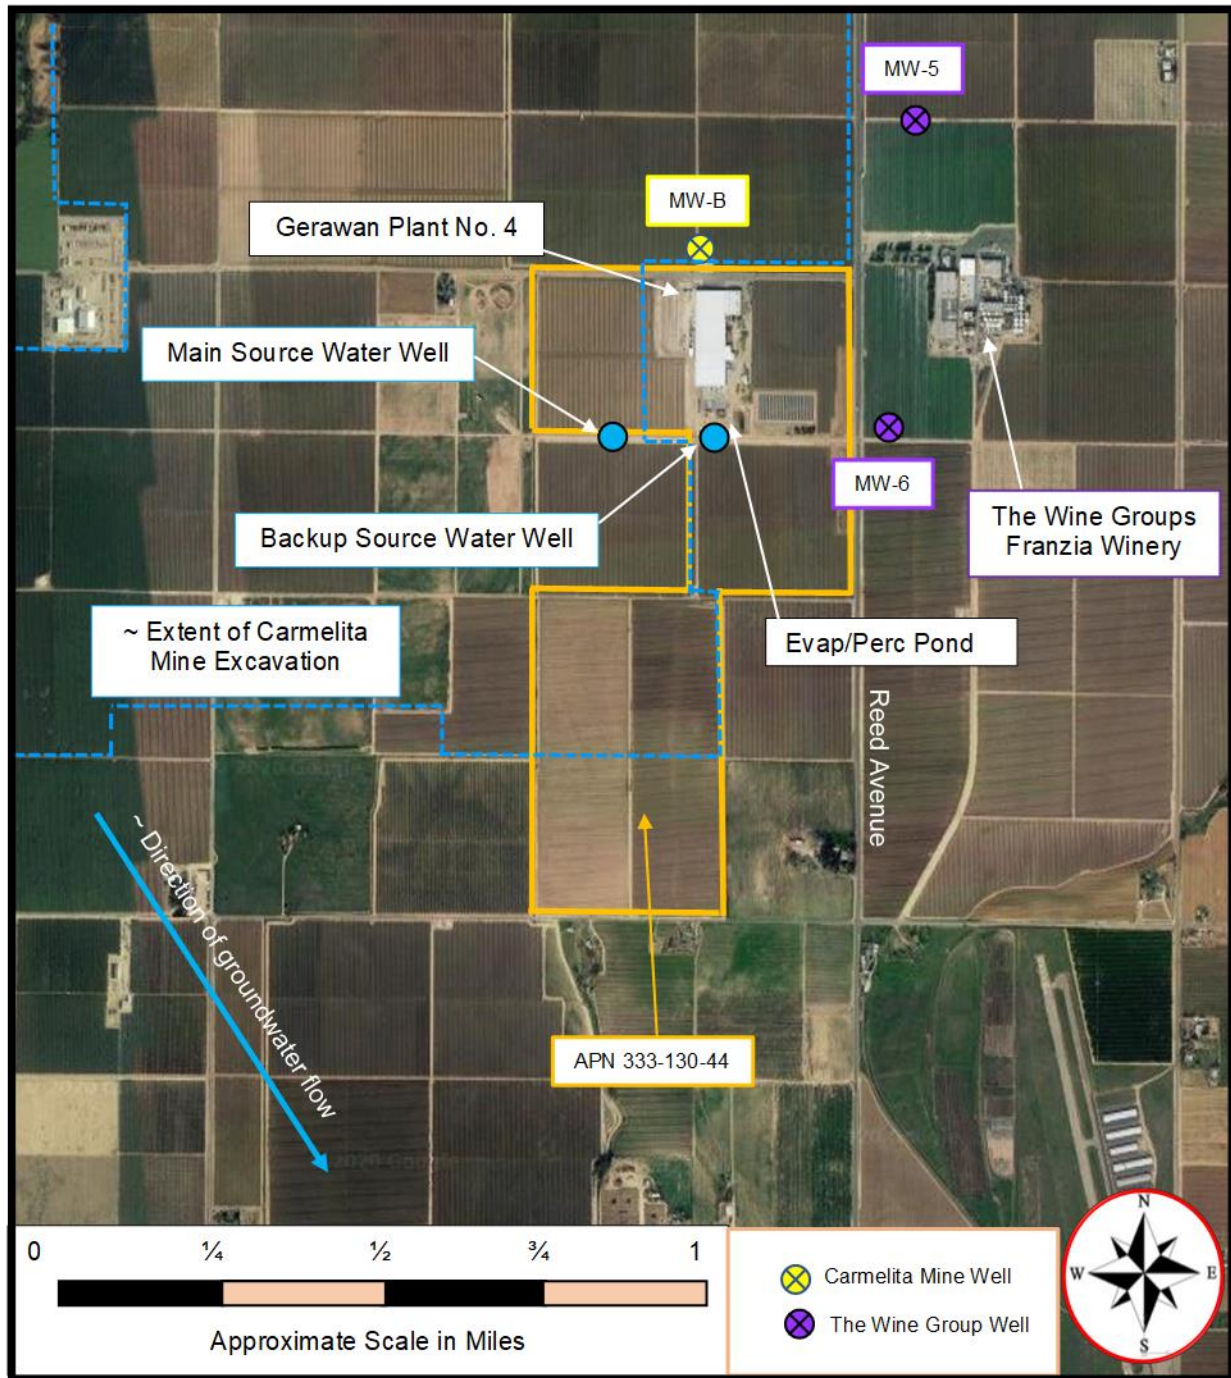 MW-5
MW-B
Gerawan Plant No. 4
Main Source Water Well
MW-6
Backup Source Water Well
The Wine Groups
Franzia Winery
~ Extent of Carmelita
Mine Excavation
Evap/Perc Pond
Reed Avenue
~ Direction of groundwater flow
APN 333-130-44
0 ¼ ½ ¾ 1
Approximate Scale in Miles
Carmelita Mine Well
The Wine Group Well
N
W E
S